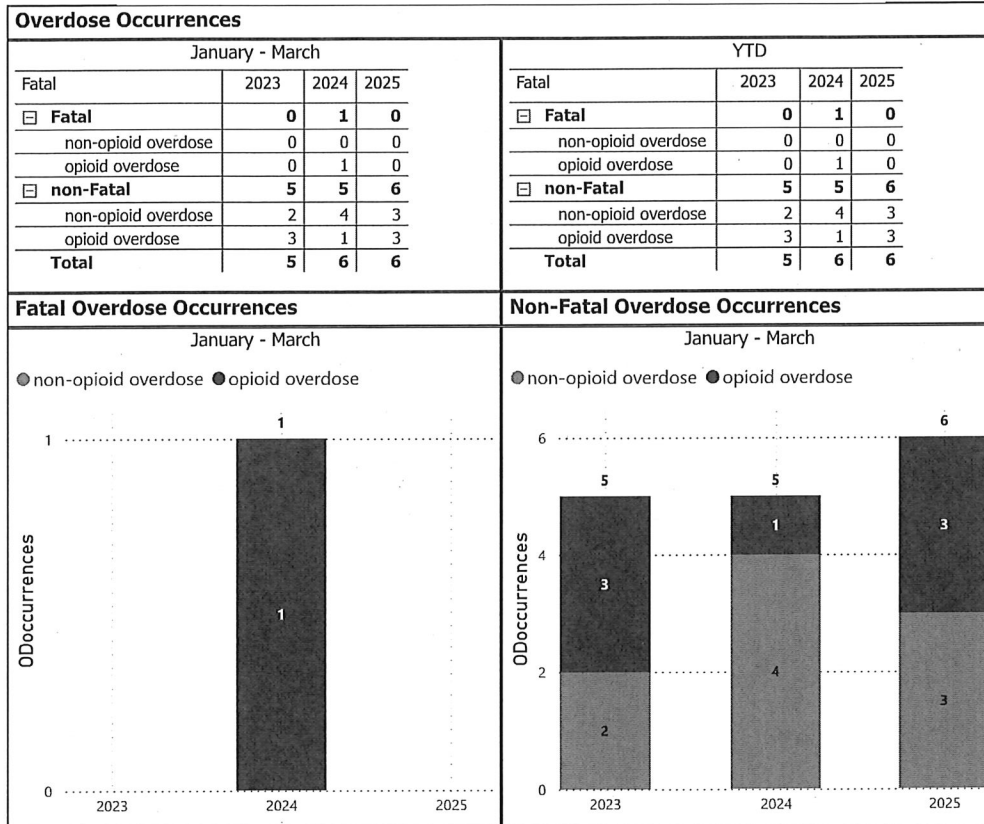 Overdose Occurrences
January - March
Fatal 2023 2024 2025
Fatal 0 1 0
non-opioid overdose 0 0 0
opioid overdose 0 1 0
non-Fatal 5 5 6
non-opioid overdose 2 4 3
opioid overdose 3 1 3
Total 5 6 6
YTD
Fatal 2023 2024 2025
Fatal 0 1 0
non-opioid overdose 0 0 0
opioid overdose 0 1 0
non-Fatal 5 5 6
non-opioid overdose 2 4 3
opioid overdose 3 1 3
Total 5 6 6
Fatal Overdose Occurrences
January - March
non-opioid overdose opioid overdose
ODoccurrences
1
1
1
0
2023 2024 2025
Non-Fatal Overdose Occurrences
January - March
non-opioid overdose opioid overdose
ODoccurrences
6
4
2
0
5
3
2
5
1
4
6
3
3
2023 2024 2025